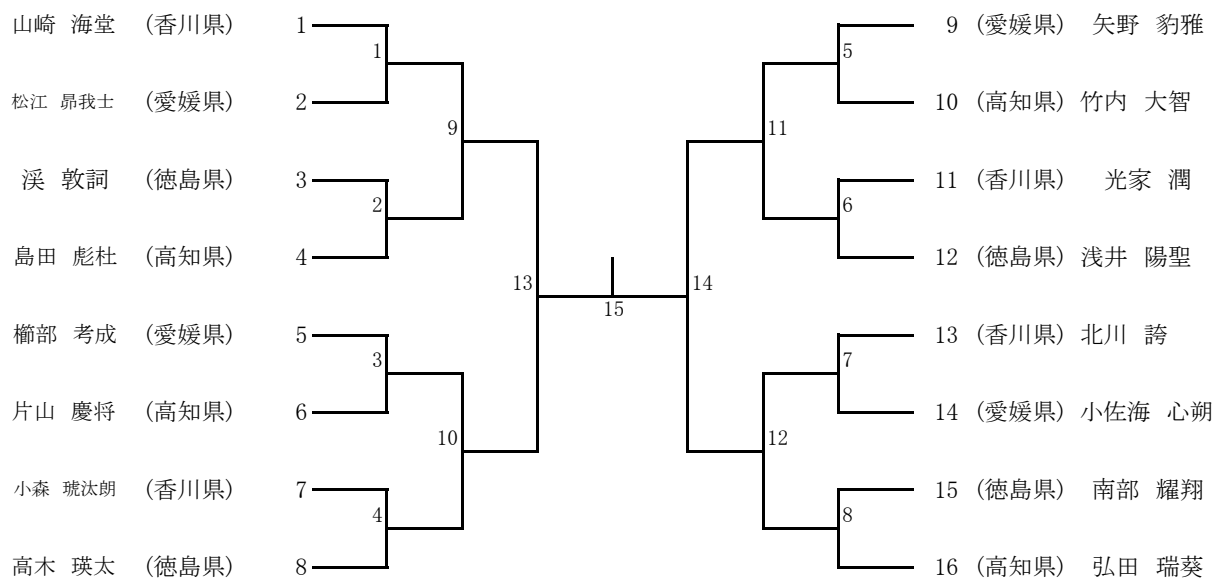 山崎 海堂 (香川県) 1
1
松江 昴我士 (愛媛県) 2
9
渓 敦詞 (徳島県) 3
2
島田 彪杜 (高知県) 4
13
櫛部 考成 (愛媛県) 5
3
片山 慶将 (高知県) 6
10
小森 琥汰朗 (香川県) 7
4
高木 瑛太 (徳島県) 8
15
9 (愛媛県) 矢野 豹雅
5
10 (高知県) 竹内 大智
11
11 (香川県) 光家 潤
6
12 (徳島県) 浅井 陽聖
14
13 (香川県) 北川 誇
7
14 (愛媛県) 小佐海 心朔
12
15 (徳島県) 南部 耀翔
8
16 (高知県) 弘田 瑞葵